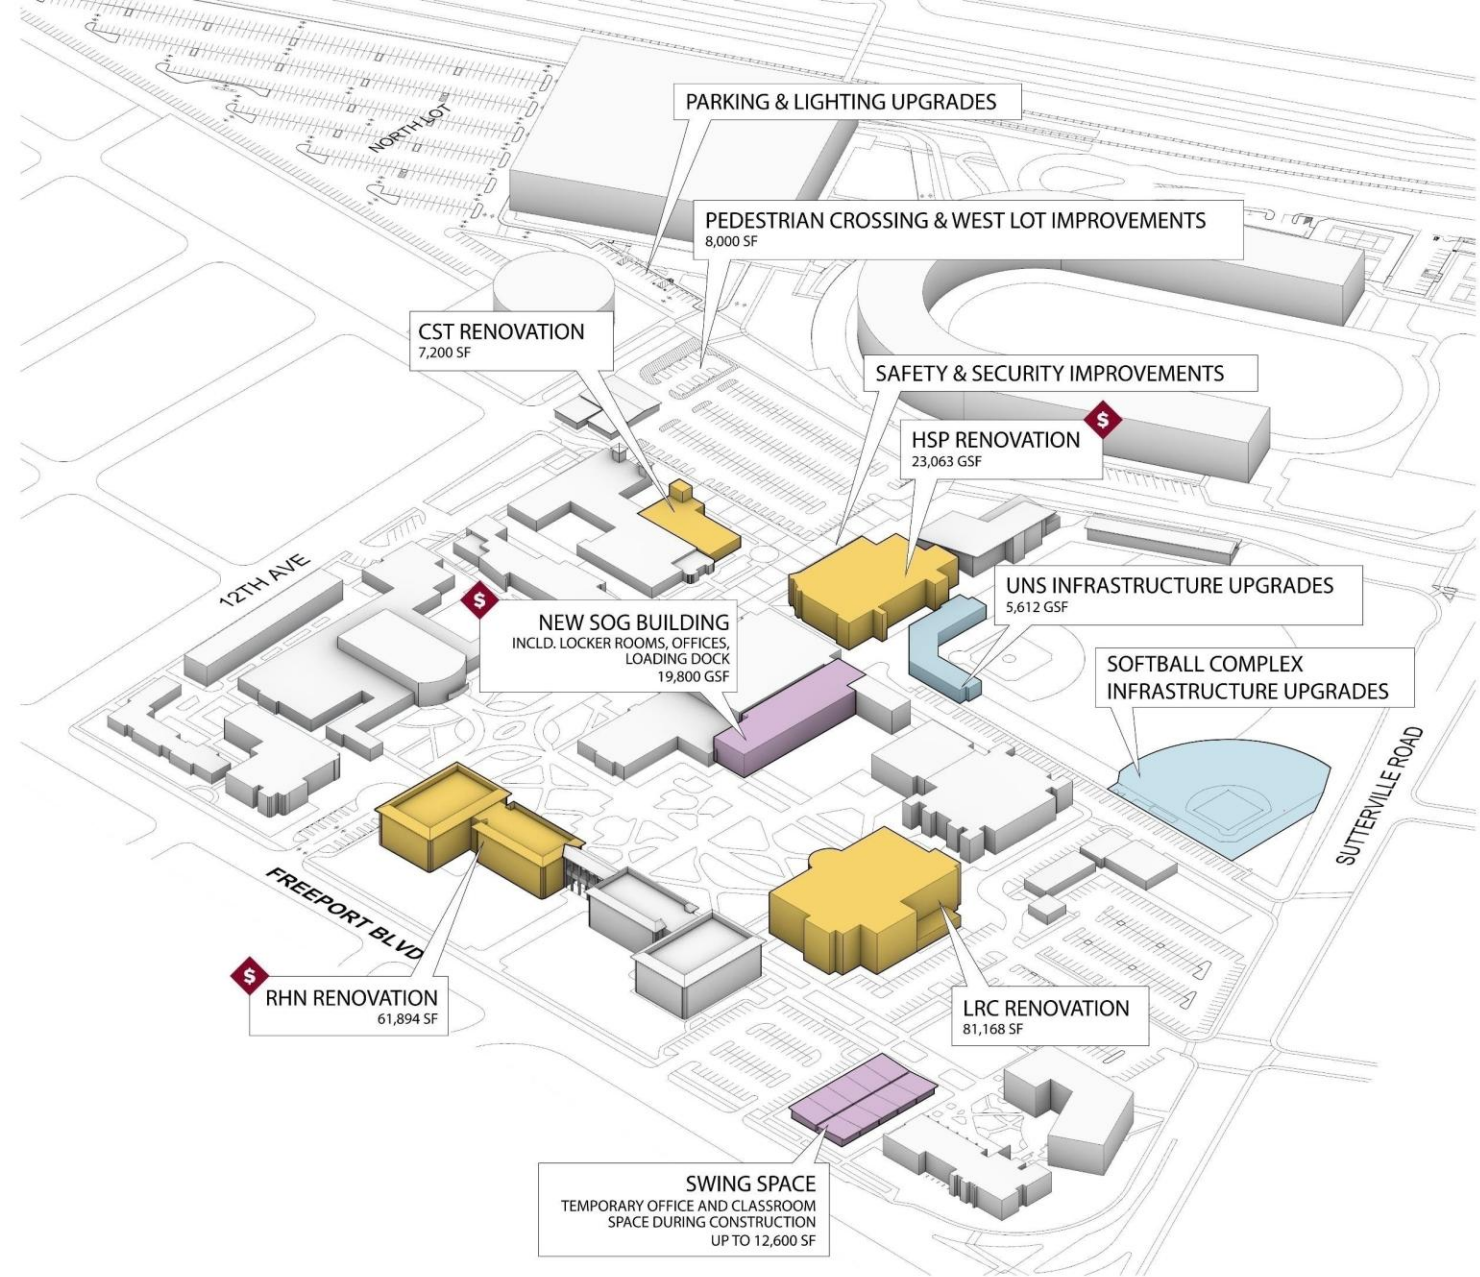 NORTH LOT
PARKING & LIGHTING UPGRADES
PEDESTRIAN CROSSING & WEST LOT IMPROVEMENTS
8,000 SF
CST RENOVATION
7,200 SF
SAFETY & SECURITY IMPROVEMENTS
$
HSP RENOVATION
23,063 GSF
12TH AVE
$
NEW SOG BUILDING
INCLD. LOCKER ROOMS, OFFICES,
LOADING DOCK
19,800 GSF
UNS INFRASTRUCTURE UPGRADES
5,612 GSF
SOFTBALL COMPLEX
INFRASTRUCTURE UPGRADES
SUTTERVILLE ROAD
FREEPORT BLVD
$
RHN RENOVATION
61,894 SF
LRC RENOVATION
81,168 SF
SWING SPACE
TEMPORARY OFFICE AND CLASSROOM
SPACE DURING CONSTRUCTION
UP TO 12,600 SF